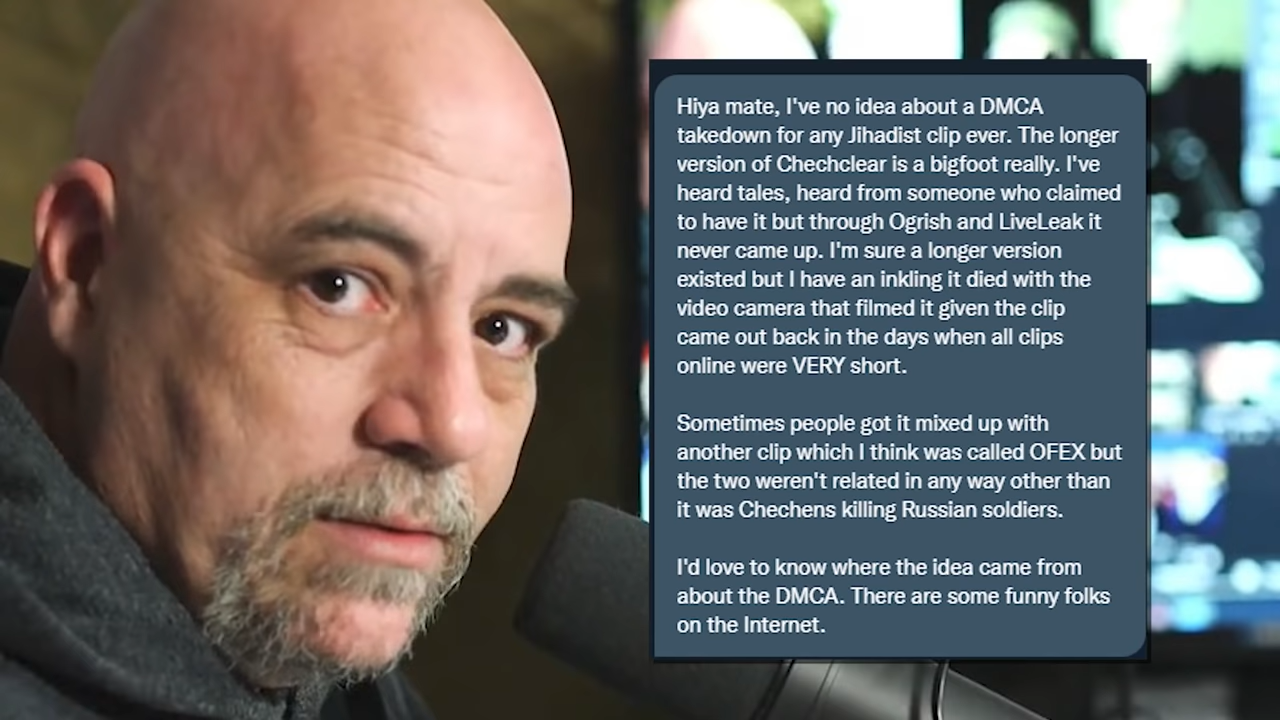 Hiya mate, I've no idea about a DMCA
takedown for any Jihadist clip ever. The longer
version of Chechclear is a bigfoot really. I've
heard tales, heard from someone who claimed
to have it but through Ogrish and LiveLeak it
never came up. I'm sure a longer version
existed but I have an inkling it died with the
video camera that filmed it given the clip
came out back in the days when all clips
online were VERY short.
Sometimes people got it mixed up with
another clip which I think was called OFEX but
the two weren't related in any way other than
it was Chechens killing Russian soldiers.
I'd love to know where the idea came from
about the DMCA. There are some funny folks
on the Internet.